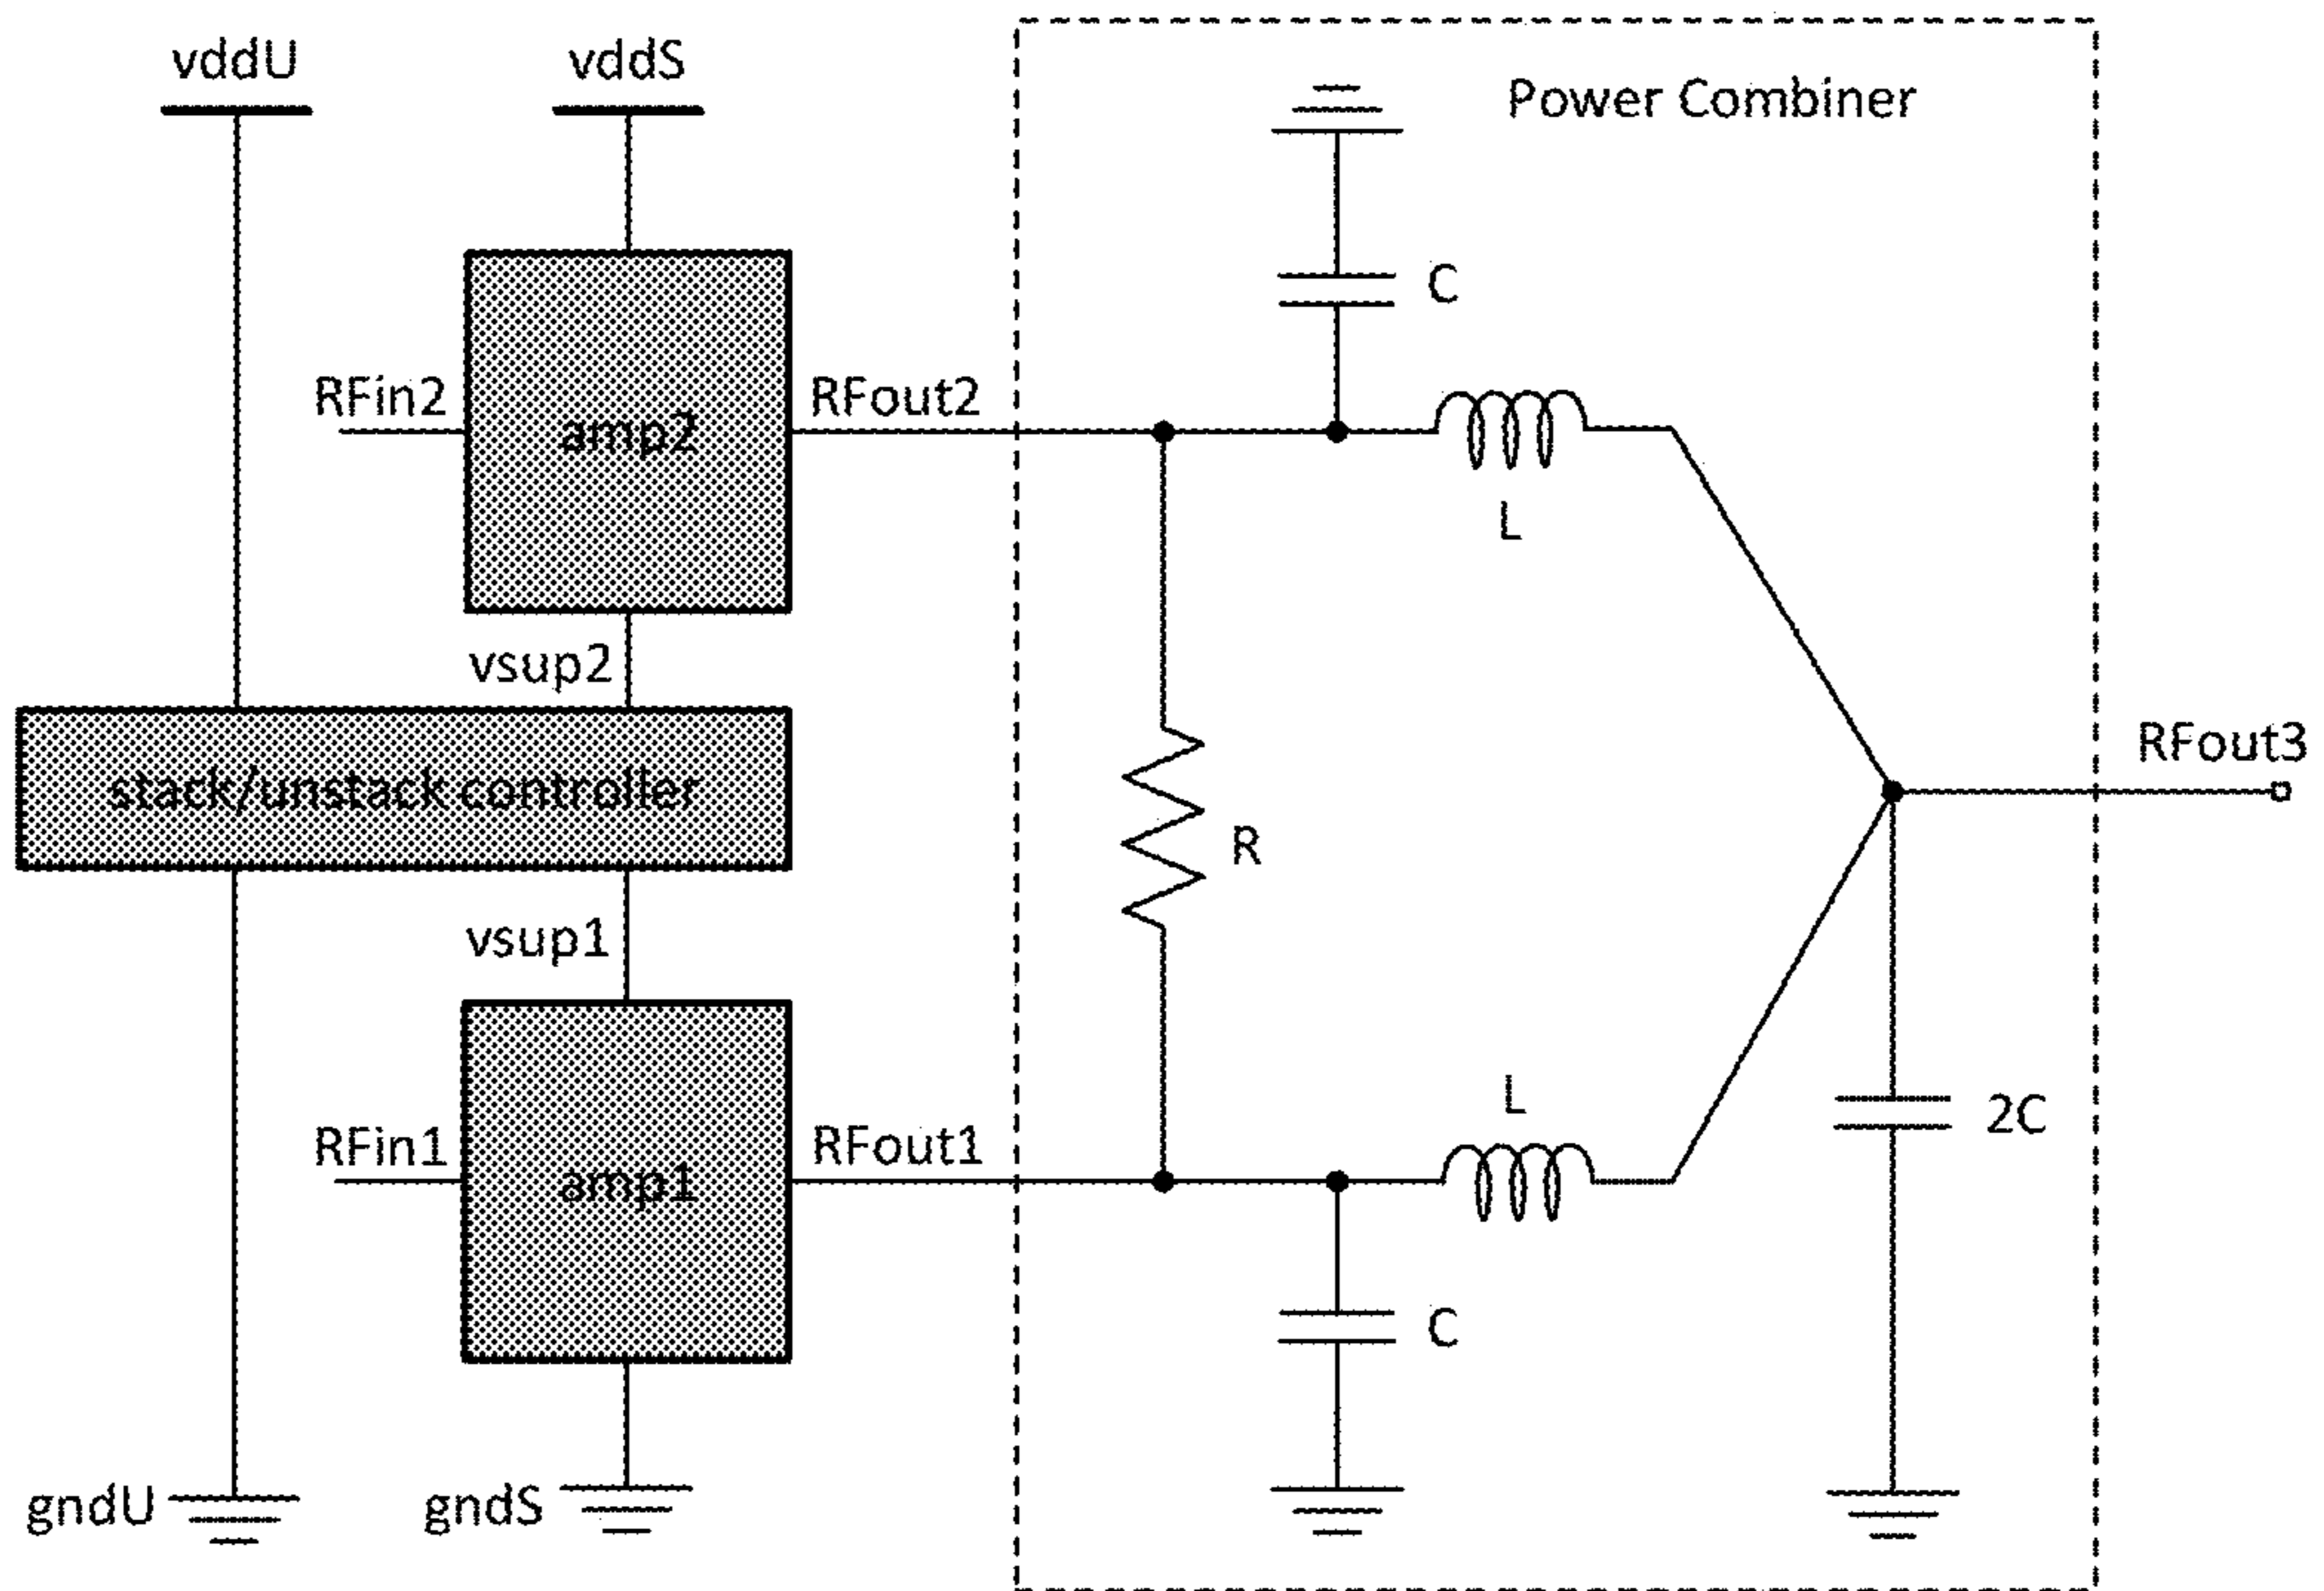 vddU
vddS
Power Combiner
C
RFin2
amp2
RFout2
L
vsup2
RFout3
stack/unstack controller
R
vsup1
L
2C
RFin1
amp1
RFout1
C
gndU
gndS